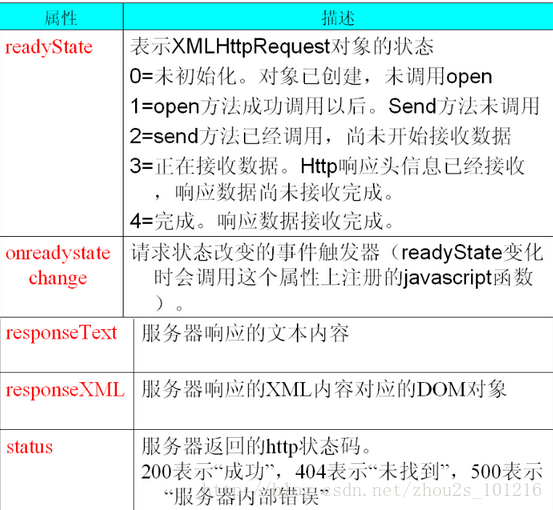 属性 描述
readyState 表示XMLHttpRequest对象的状态
0=未初始化。对象已创建，未调用open
1=open方法成功调用以后。Send方法未调用
2=send方法已经调用，尚未开始接收数据
3=正在接收数据。Http响应头信息已经接收
，响应数据尚未接收完成。
4=完成。响应数据接收完成。
onreadystate 请求状态改变的事件触发器（readyState变化
change 时会调用这个属性上注册的javascript函数
）。
responseText 服务器响应的文本内容
responseXML 服务器响应的XML内容对应的DOM对象
status 服务器返回的http状态码。
200表示“成功”，404表示“未找到”，500表示
“服务器内部错误”
http://blog.csdn.net/zhou2s_101216